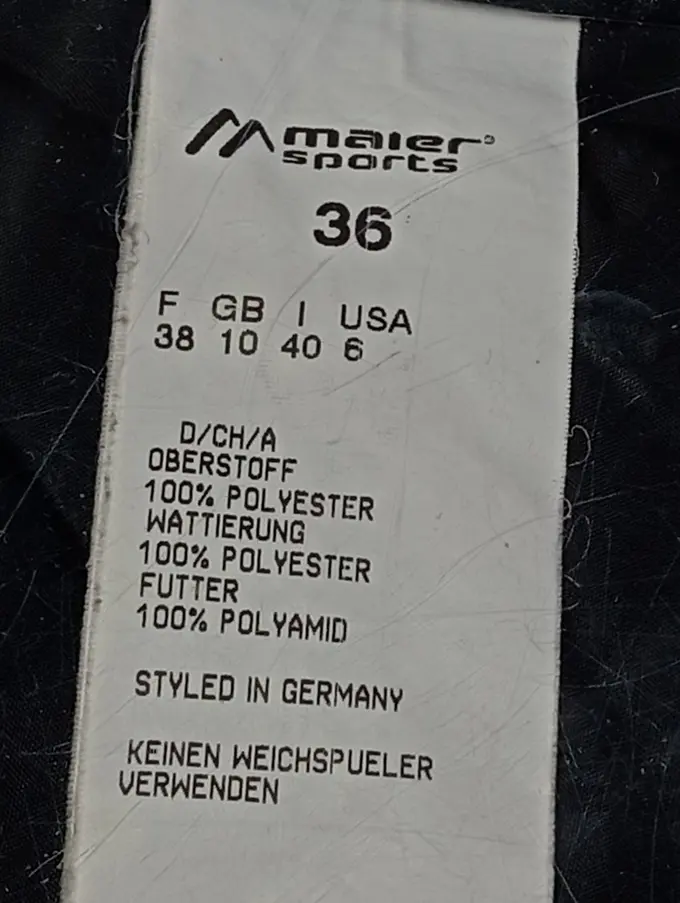 maier
sports
36
F GB I USA
38 10 40 6
D/CH/A
OBERSTOFF
100% POLYESTER
WATTIERUNG
100% POLYESTER
FUTTER
100% POLYAMID
STYLED IN GERMANY
KEINEN WEICHSPUELER
VERWENDEN